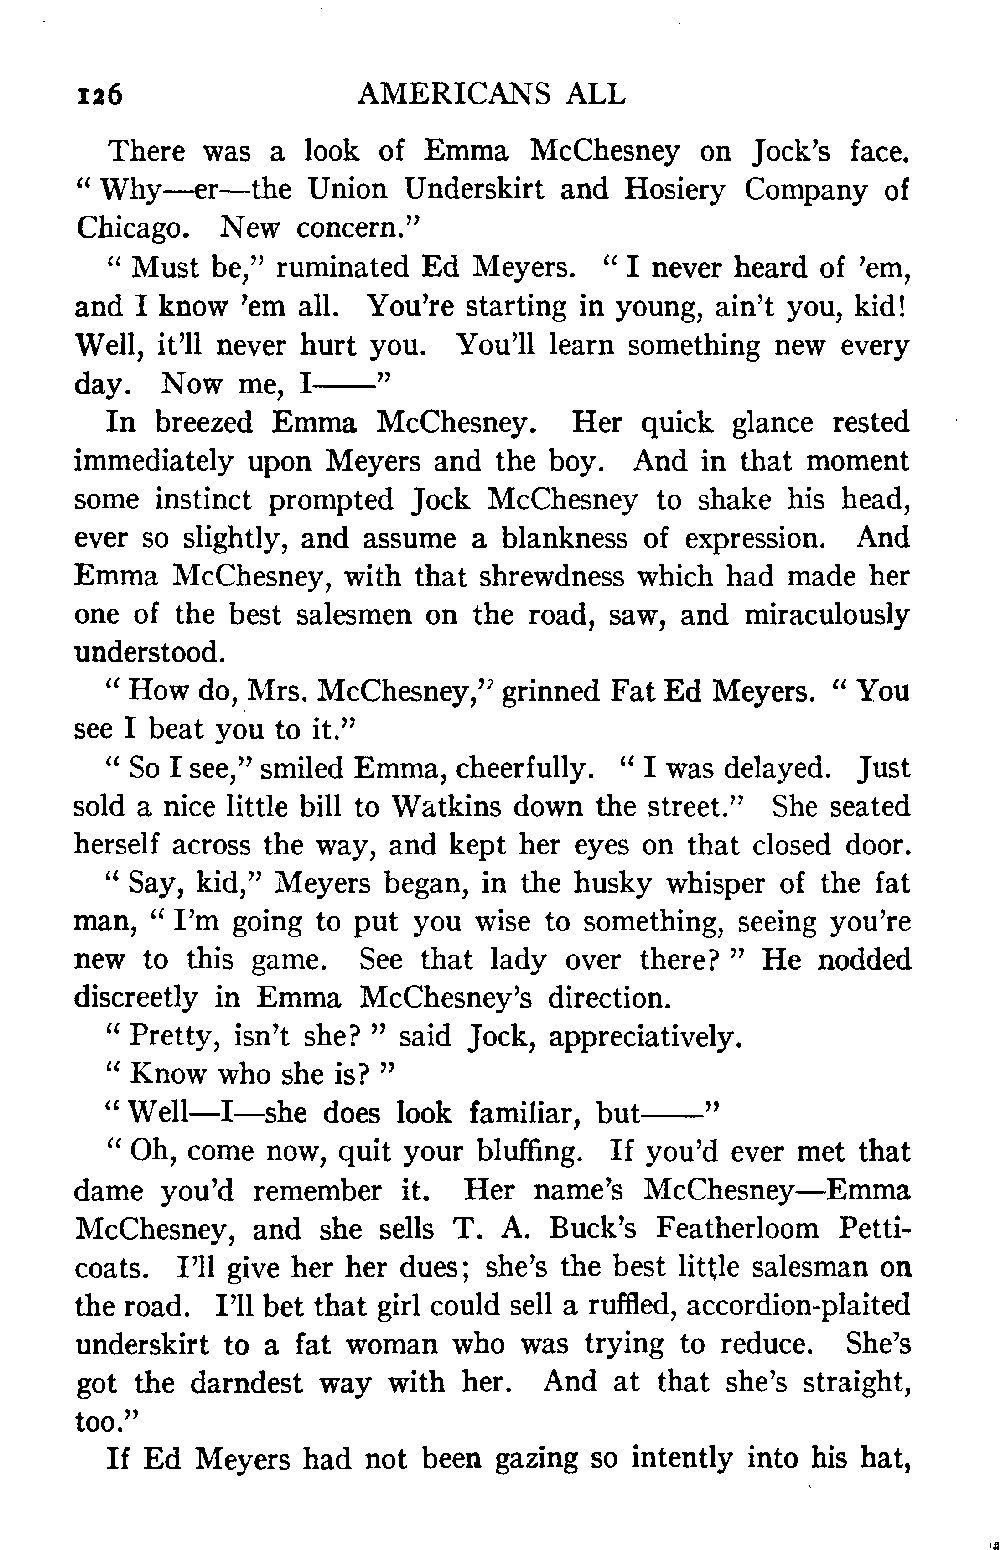 126 AMERICANS ALL
There was a look of Emma McChesney on Jock's face.
" Why—er—the Union Underskirt and Hosiery Company of
Chicago. New concern."
" Must be," ruminated Ed Meyers. " I never heard of 'em,
and I know 'em all. You're starting in young, ain't you, kid!
Well, it'll never hurt you. You'll learn something new every
day. Now me, I——"
In breezed Emma McChesney. Her quick glance rested
immediately upon Meyers and the boy. And in that moment
some instinct prompted Jock McChesney to shake his head,
ever so slightly, and assume a blankness of expression. And
Emma McChesney, with that shrewdness which had made her
one of the best salesmen on the road, saw, and miraculously
understood.
" How do, Mrs. McChesney," grinned Fat Ed Meyers. " You
see I beat you to it."
" So I see," smiled Emma, cheerfully. " I was delayed. Just
sold a nice little bill to Watkins down the street." She seated
herself across the way, and kept her eyes on that closed door.
" Say, kid," Meyers began, in the husky whisper of the fat
man, " I'm going to put you wise to something, seeing you're
new to this game. See that lady over there? " He nodded
discreetly in Emma McChesney's direction.
" Pretty, isn't she? " said Jock, appreciatively.
" Know who she is? "
" Well—I—she does look familiar, but——"
" Oh, come now, quit your bluffing. If you'd ever met that
dame you'd remember it. Her name's McChesney—Emma
McChesney, and she sells T. A. Buck's Featherloom Petti-
coats. I'll give her her dues; she's the best little salesman on
the road. I'll bet that girl could sell a ruffled, accordion-plaited
underskirt to a fat woman who was trying to reduce. She's
got the darndest way with her. And at that she's straight,
too."
If Ed Meyers had not been gazing so intently into his hat,